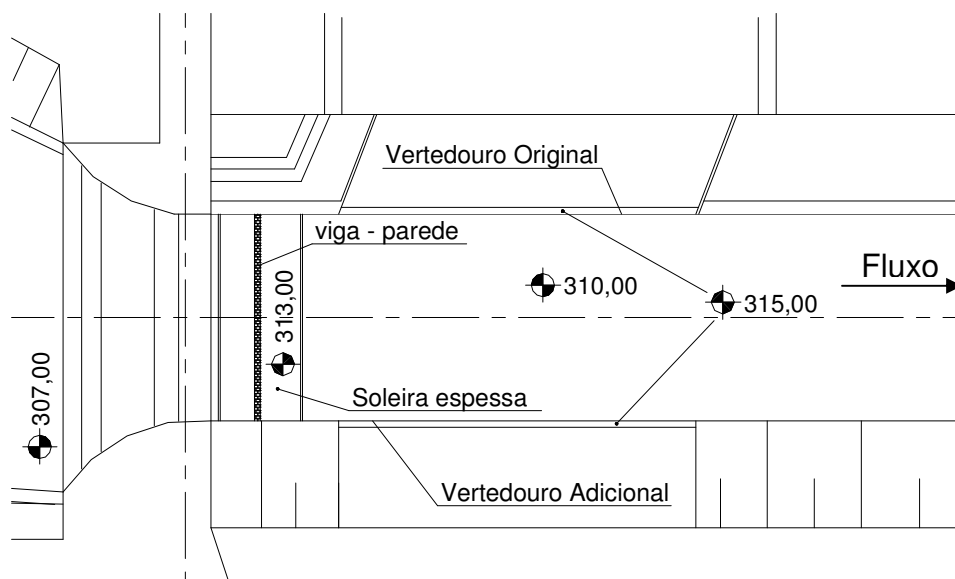 Vertedouro Original
viga - parede
Fluxo
310,00
315,00
313,00
307,00
Soleira espessa
Vertedouro Adicional